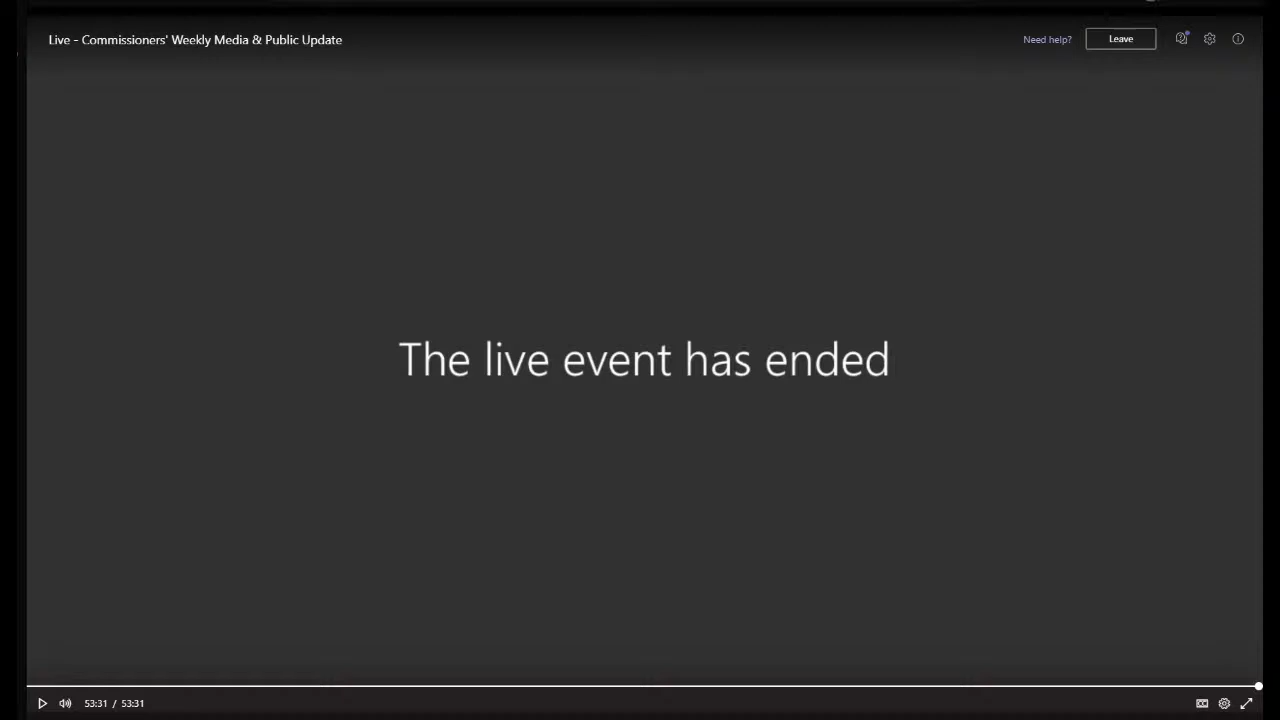 Live - Commissioners' Weekly Media & Public Update
Need help?
Leave
The live event has ended
53:31 / 53:31